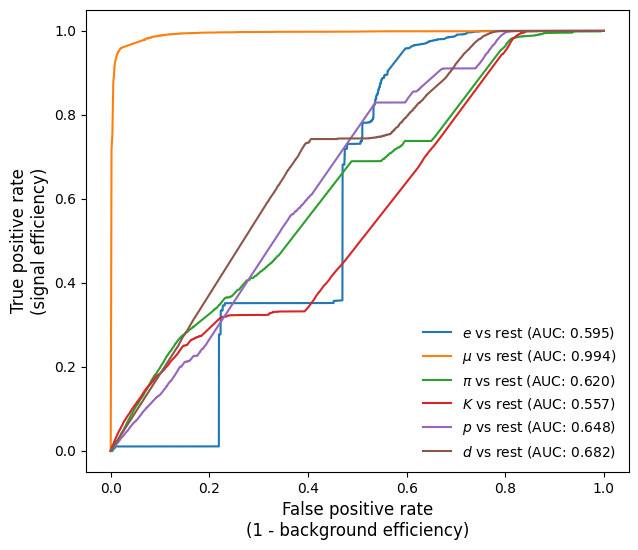 1.0
0.8
0.6
0.4
0.2
0.0
True positive rate
(signal efficiency)
e vs rest (AUC: 0.595)
μ vs rest (AUC: 0.994)
π vs rest (AUC: 0.620)
K vs rest (AUC: 0.557)
p vs rest (AUC: 0.648)
d vs rest (AUC: 0.682)
0.0 0.2 0.4 0.6 0.8 1.0
False positive rate
(1 - background efficiency)